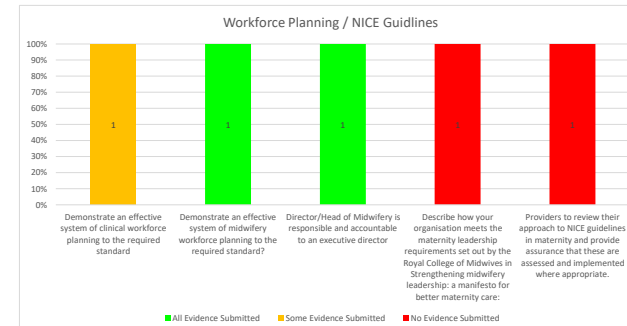 Workforce Planning / NICE Guidlines
100%
90%
80%
70%
60%
50%
40%
30%
20%
10%
0%
1
1
1
1
1
Demonstrate an effective
system of clinical workforce
planning to the required
standard
Demonstrate an effective
system of midwifery
workforce planning to the
required standard?
Director/Head of Midwifery is
responsible and accountable
to an executive director
Describe how your
organisation meets the
maternity leadership
requirements set out by the
Royal College of Midwives in
Strengthening midwifery
leadership: a manifesto for
better maternity care:
Providers to review their
approach to NICE guidelines
in maternity and provide
assurance that these are
assessed and implemented
where appropriate.
All Evidence Submitted
Some Evidence Submitted
No Evidence Submitted